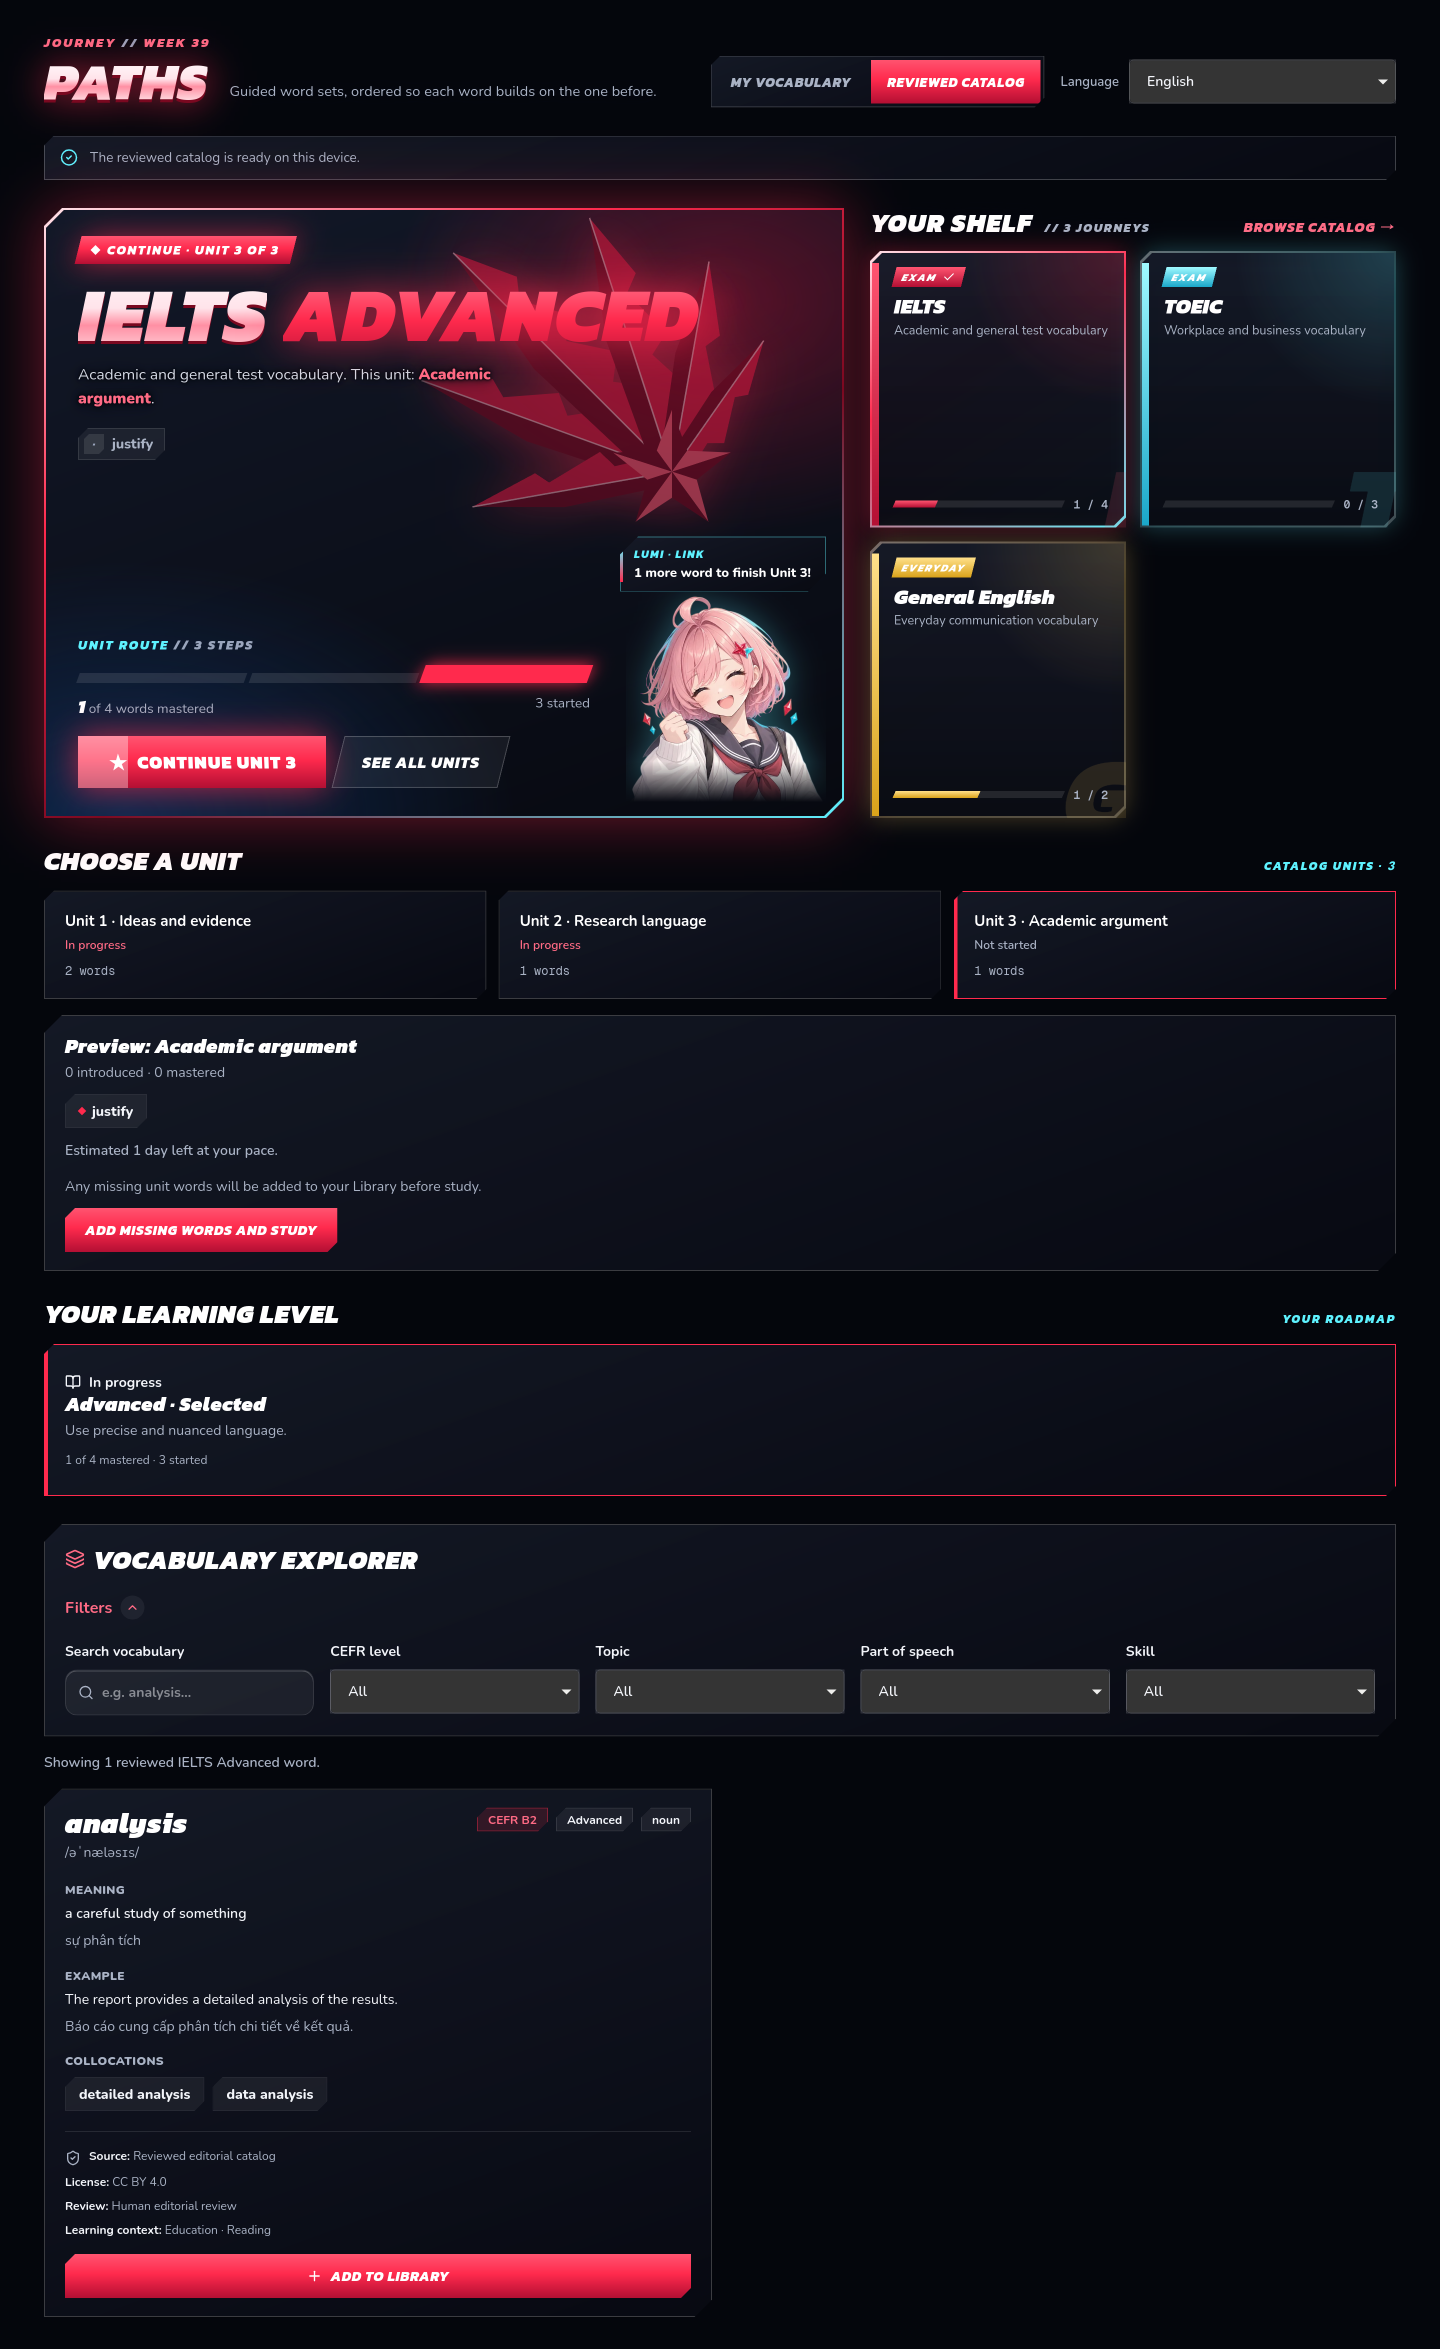 JOURNEY // WEEK 39
PATHS
Guided word sets, ordered so each word builds on the one before.
MY VOCABULARY
REVIEWED CATALOG
Language
English
The reviewed catalog is ready on this device.
◆ CONTINUE · UNIT 3 OF 3
IELTS ADVANCED
Academic and general test vocabulary. This unit: Academic
argument.
· justify
LUMI · LINK
1 more word to finish Unit 3!
UNIT ROUTE // 3 STEPS
1 of 4 words mastered
3 started
★ CONTINUE UNIT 3
SEE ALL UNITS
YOUR SHELF // 3 JOURNEYS
BROWSE CATALOG →
EXAM ✓
IELTS
Academic and general test vocabulary
1 / 4
EXAM
TOEIC
Workplace and business vocabulary
0 / 3
EVERYDAY
General English
Everyday communication vocabulary
1 / 2
CHOOSE A UNIT
CATALOG UNITS · 3
Unit 1 · Ideas and evidence
In progress
2 words
Unit 2 · Research language
In progress
1 words
Unit 3 · Academic argument
Not started
1 words
Preview: Academic argument
0 introduced · 0 mastered
◆ justify
Estimated 1 day left at your pace.
Any missing unit words will be added to your Library before study.
ADD MISSING WORDS AND STUDY
YOUR LEARNING LEVEL
YOUR ROADMAP
In progress
Advanced · Selected
Use precise and nuanced language.
1 of 4 mastered · 3 started
VOCABULARY EXPLORER
Filters
Search vocabulary
e.g. analysis...
CEFR level
All
Topic
All
Part of speech
All
Skill
All
Showing 1 reviewed IELTS Advanced word.
analysis
CEFR B2
Advanced
noun
/əˈnæləsɪs/
MEANING
a careful study of something
sự phân tích
EXAMPLE
The report provides a detailed analysis of the results.
Báo cáo cung cấp phân tích chi tiết về kết quả.
COLLOCATIONS
detailed analysis
data analysis
Source: Reviewed editorial catalog
License: CC BY 4.0
Review: Human editorial review
Learning context: Education · Reading
+ ADD TO LIBRARY